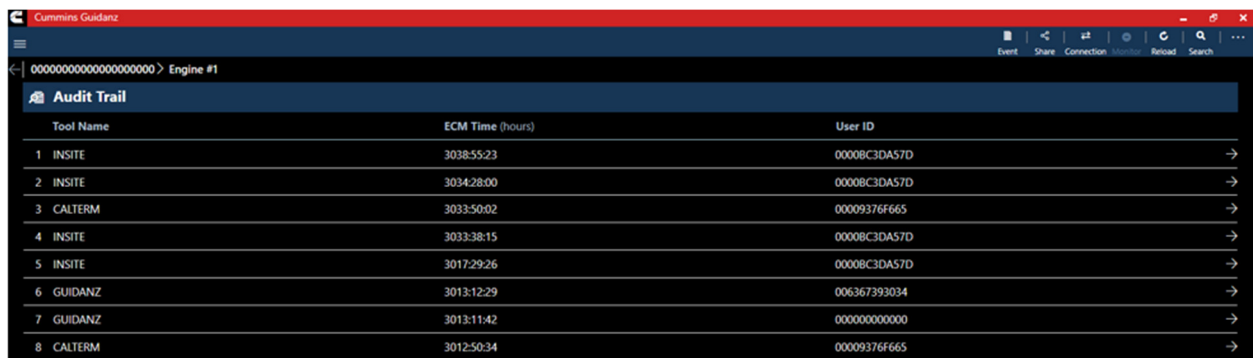 Cummins Guidanz
Event Share Connection Monitor Reload Search
00000000000000000000 > Engine #1
Audit Trail
Tool Name ECM Time (hours) User ID
1 INSITE 3038:55:23 0000BC3DA57D
2 INSITE 3034:28:00 0000BC3DA57D
3 CALTERM 3033:50:02 00009376F665
4 INSITE 3033:38:15 0000BC3DA57D
5 INSITE 3017:29:26 0000BC3DA57D
6 GUIDANZ 3013:12:29 006367393034
7 GUIDANZ 3013:11:42 000000000000
8 CALTERM 3012:50:34 00009376F665